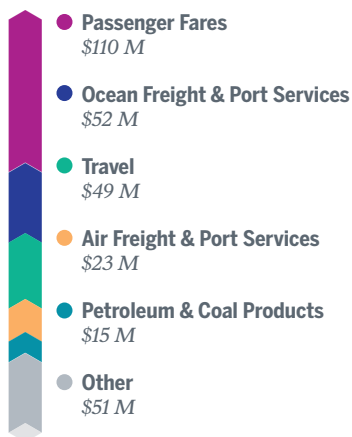 Passenger Fares
$110 M
Ocean Freight & Port Services
$52 M
Travel
$49 M
Air Freight & Port Services
$23 M
Petroleum & Coal Products
$15 M
Other
$51 M